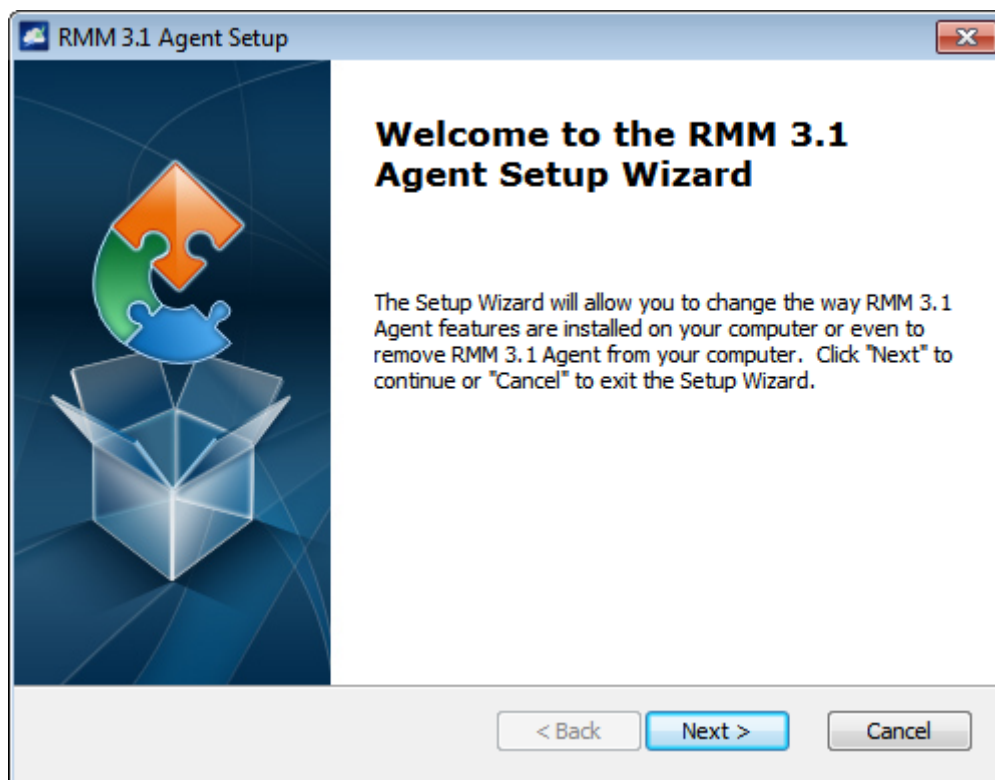 RMM 3.1 Agent Setup
Welcome to the RMM 3.1
Agent Setup Wizard
The Setup Wizard will allow you to change the way RMM 3.1
Agent features are installed on your computer or even to
remove RMM 3.1 Agent from your computer.  Click "Next" to
continue or "Cancel" to exit the Setup Wizard.
< Back
Next >
Cancel